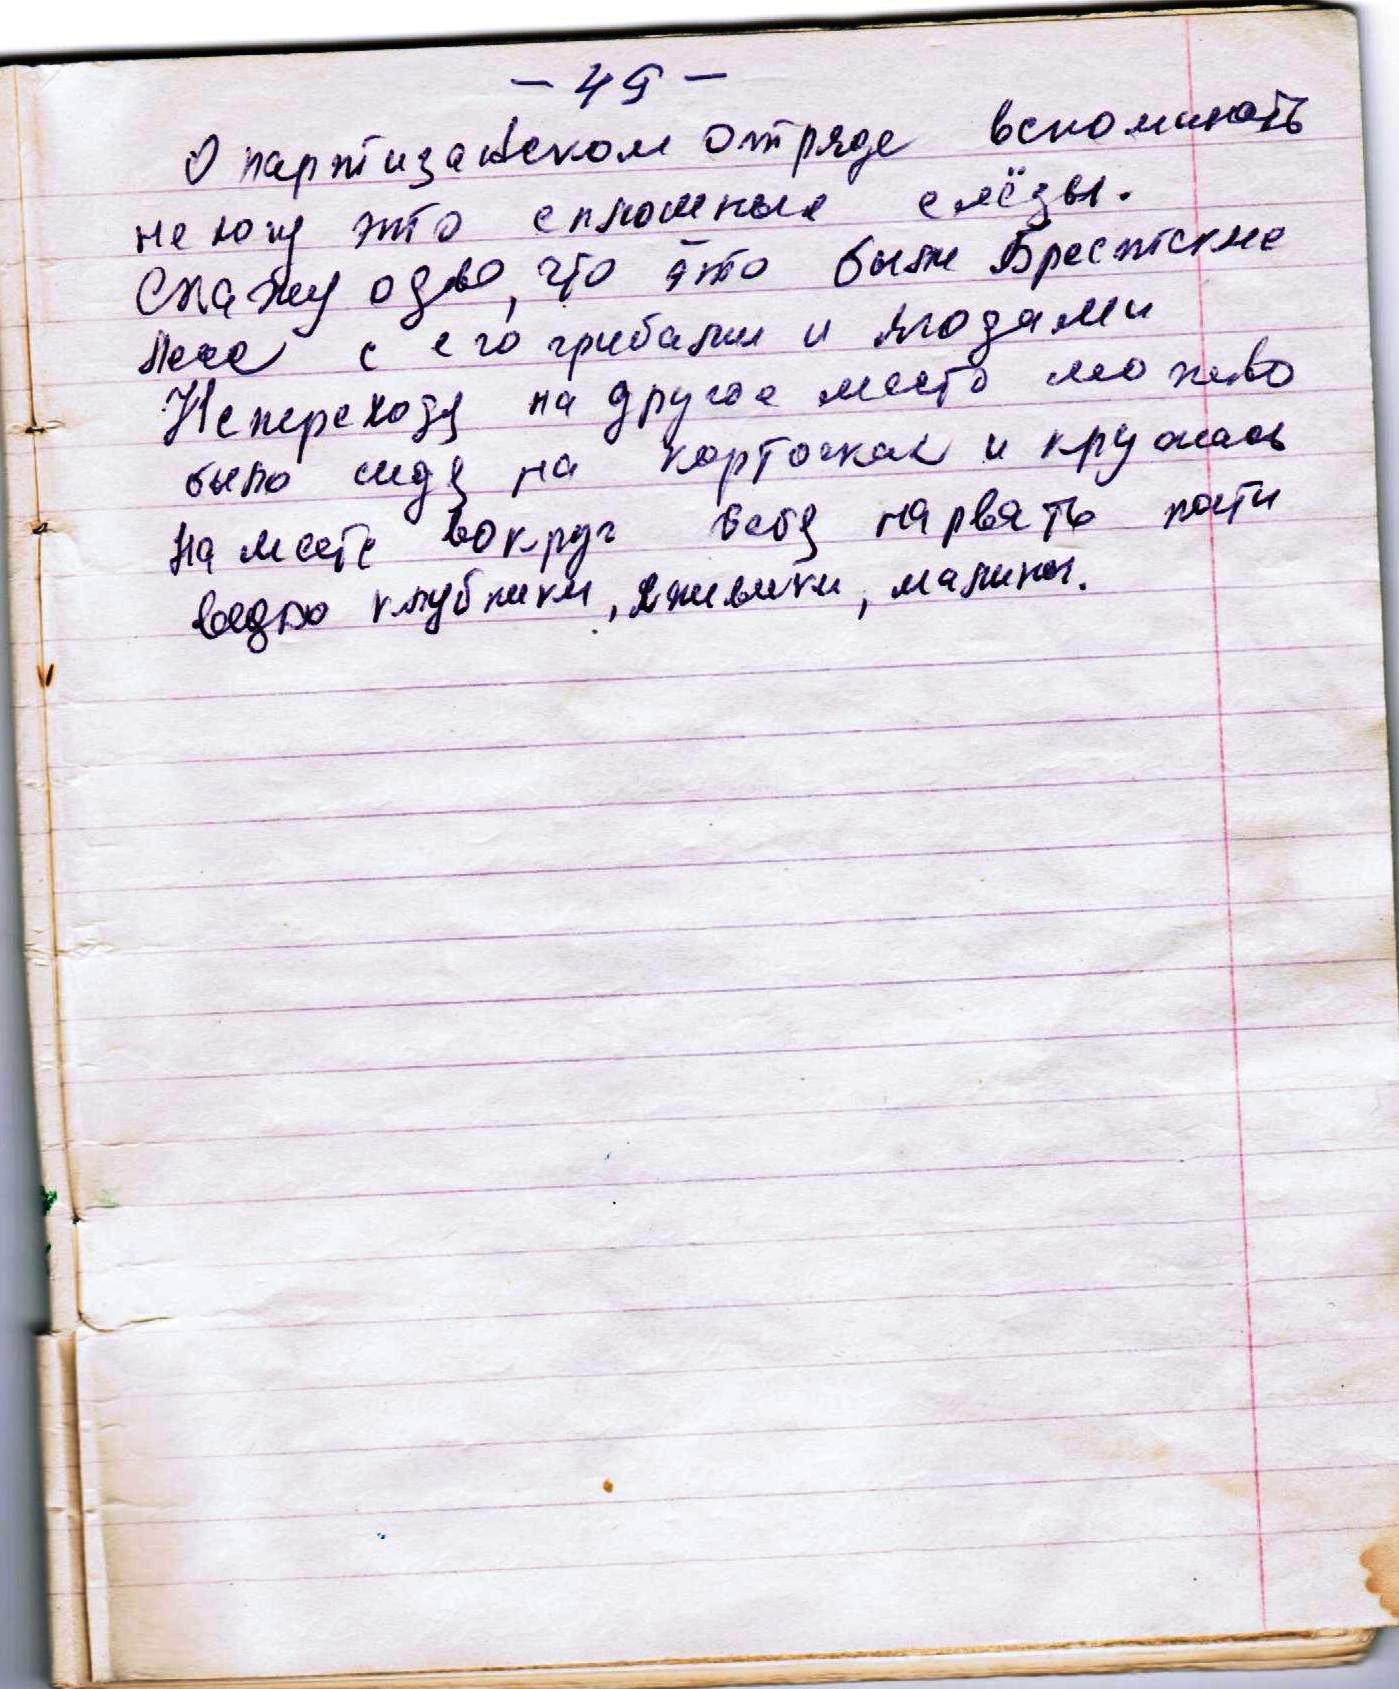 - 49 -
О партизанском отряде вспоминать
не хочу это сплошные слёзы.
Скажу одно, что это были Брестские
леса с его грибами и ягодами
Не переходя на другое место можно
было сидя на корточках и кружась
на месте вокруг себя нарвать почти
ведро клубники, ежевики, малины.